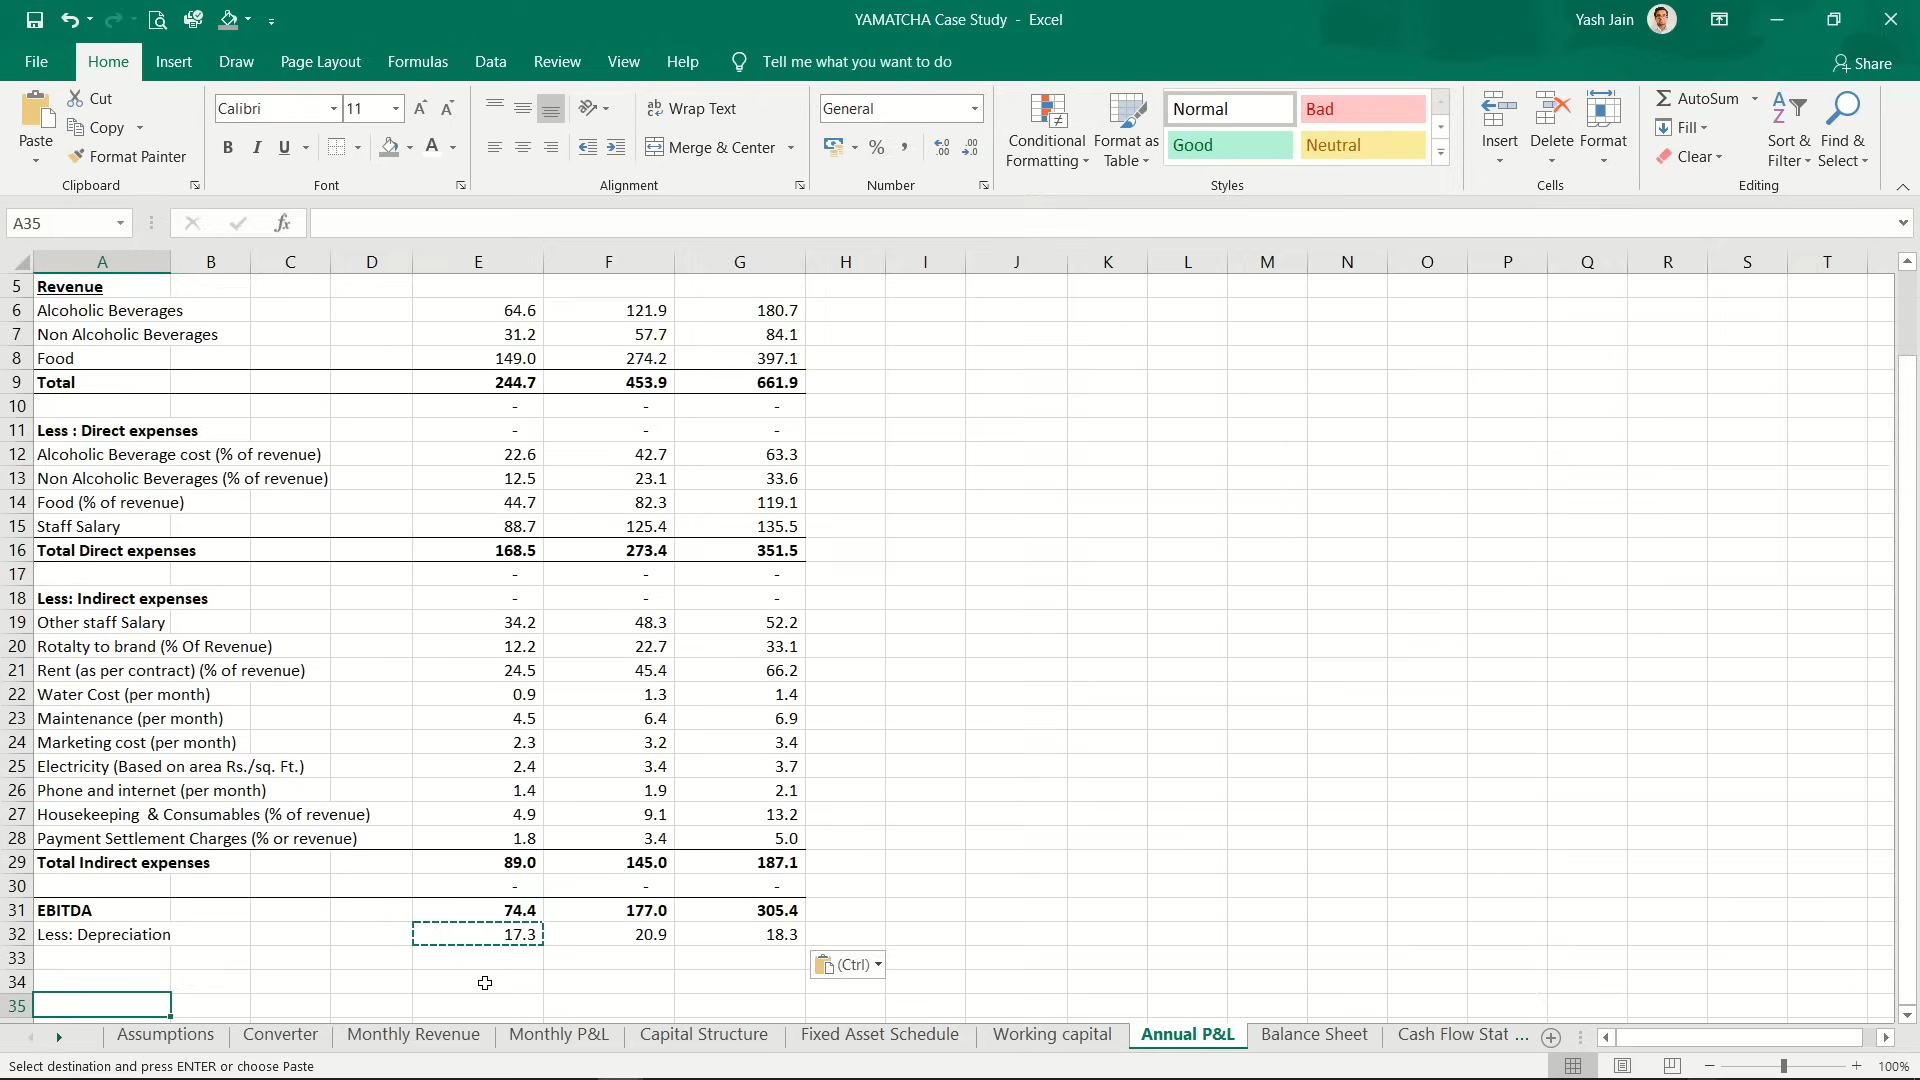 YAMATCHA Case Study - Excel
Yash Jain
File Home Insert Draw Page Layout Formulas Data Review View Help Tell me what you want to do
Share
Paste
Cut
Copy
Format Painter
Clipboard
Calibri 11
B I U
Font
Wrap Text
Merge & Center
Alignment
General
Number
Conditional Formatting
Format as Table
Normal Bad
Good Neutral
Styles
Insert Delete Format
Cells
AutoSum
Fill
Clear
Sort & Filter
Find & Select
Editing
A35
fx
A B C D E F G H I J K L M N O P Q R S T
5 Revenue
6 Alcoholic Beverages 64.6 121.9 180.7
7 Non Alcoholic Beverages 31.2 57.7 84.1
8 Food 149.0 274.2 397.1
9 Total 244.7 453.9 661.9
10 - - -
11 Less : Direct expenses - - -
12 Alcoholic Beverage cost (% of revenue) 22.6 42.7 63.3
13 Non Alcoholic Beverages (% of revenue) 12.5 23.1 33.6
14 Food (% of revenue) 44.7 82.3 119.1
15 Staff Salary 88.7 125.4 135.5
16 Total Direct expenses 168.5 273.4 351.5
17 - - -
18 Less: Indirect expenses - - -
19 Other staff Salary 34.2 48.3 52.2
20 Rotalty to brand (% Of Revenue) 12.2 22.7 33.1
21 Rent (as per contract) (% of revenue) 24.5 45.4 66.2
22 Water Cost (per month) 0.9 1.3 1.4
23 Maintenance (per month) 4.5 6.4 6.9
24 Marketing cost (per month) 2.3 3.2 3.4
25 Electricity (Based on area Rs./sq. Ft.) 2.4 3.4 3.7
26 Phone and internet (per month) 1.4 1.9 2.1
27 Housekeeping & Consumables (% of revenue) 4.9 9.1 13.2
28 Payment Settlement Charges (% or revenue) 1.8 3.4 5.0
29 Total Indirect expenses 89.0 145.0 187.1
30 - - -
31 EBITDA 74.4 177.0 305.4
32 Less: Depreciation 17.3 20.9 18.3
33
(Ctrl)
34
35
Assumptions Converter Monthly Revenue Monthly P&L Capital Structure Fixed Asset Schedule Working capital Annual P&L Balance Sheet Cash Flow Stat ...
Select destination and press ENTER or choose Paste
100%